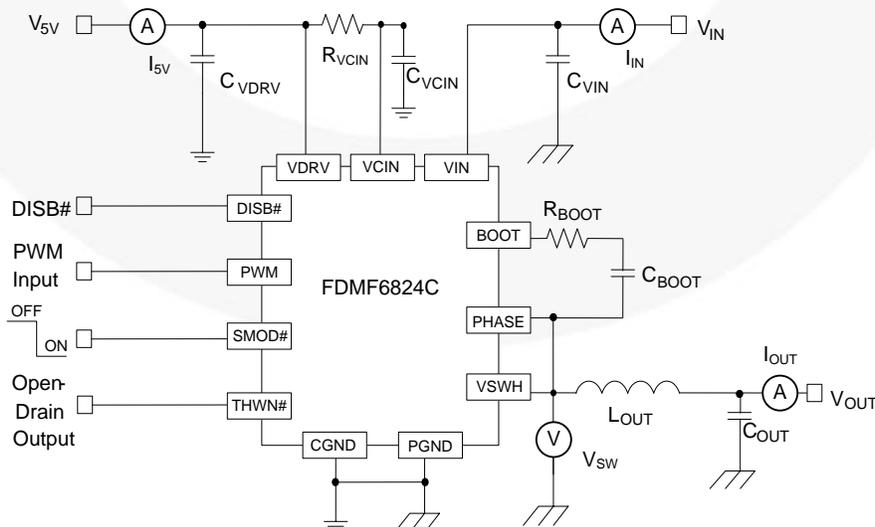 V5V
A
I5V
CVDRV
RVCIN
CVCIN
CVIN
A
IIN
VIN
VDRV
VCIN
VIN
DISB#
DISB#
PWM
Input
PWM
OFF
ON
SMOD#
Open-
Drain
Output
THWN#
FDMF6824C
BOOT
RBOOT
CBOOT
PHASE
VSWH
LOUT
IOUT
A
VOUT
COUT
V
VSW
CGND
PGND